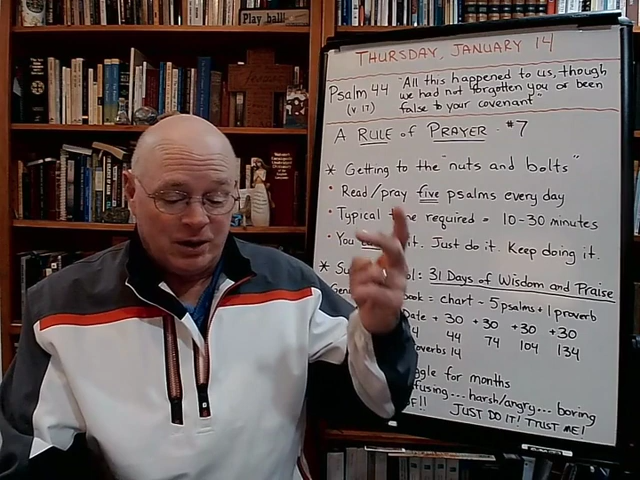 Play ball!
THURSDAY, JANUARY 14
Psalm 44 "All this happened to us, though
(v 17) we had not forgotten you or been
false to your covenant"
A RULE of PRAYER #7
* Getting to the "nuts and bolts"
• Read/pray five psalms every day
• Typical required = 10-30 minutes
• You it. Just do it. Keep doing it.
* 31 Days of Wisdom and Praise
book = chart - 5 psalms + 1 proverb
Date +30 +30 +30 +30
44 74 104 134
Proverbs 14
for months
harsh/angry... boring
JUST DO IT! TRUST ME!